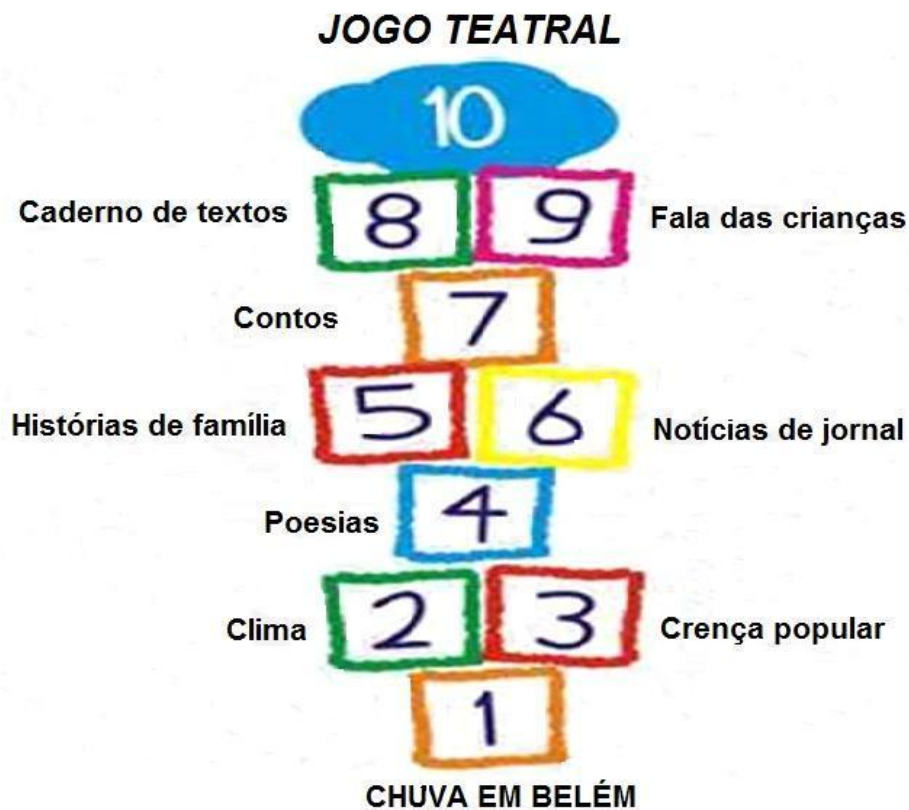 JOGO TEATRAL
10
Caderno de textos 8 9 Fala das crianças
Contos 7
Histórias de família 5 6 Notícias de jornal
Poesias 4
Clima 2 3 Crença popular
1
CHUVA EM BELÉM